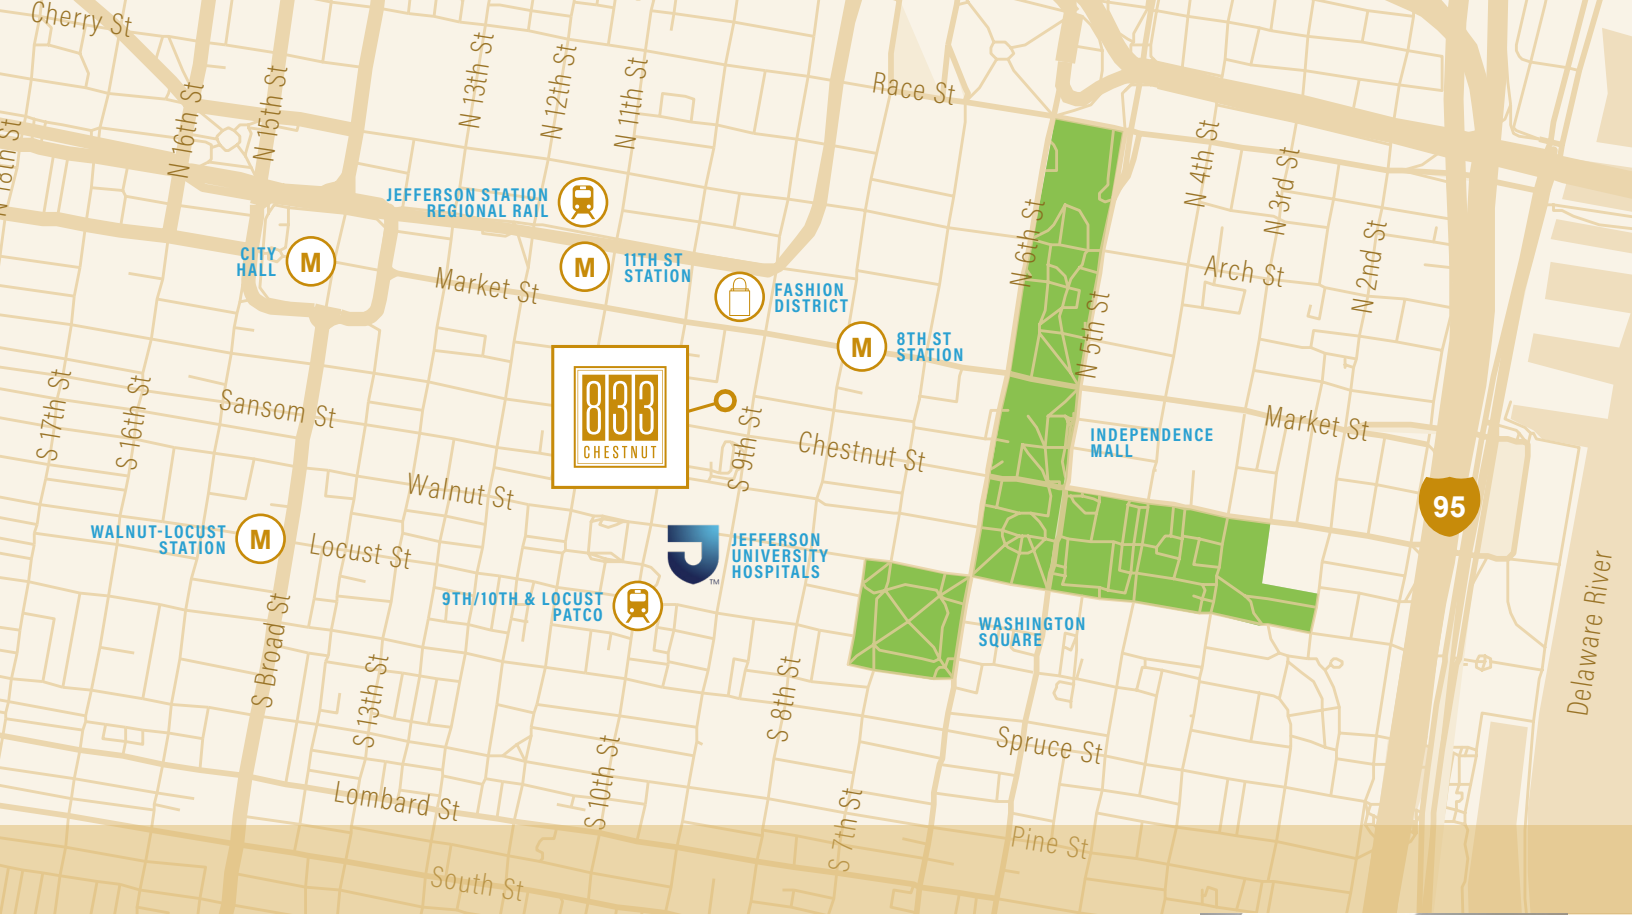 Cherry St
N 13th St
N 12th St
N 11th St
Race St
N 15th St
N 16th St
N 18th St
N 4th St
N 3rd St
JEFFERSON STATION
REGIONAL RAIL
N 6th St
CITY
HALL
M
M
11TH ST
STATION
Market St
FASHION
DISTRICT
Arch St
N 2nd St
N 5th St
M
8TH ST
STATION
S 17th St
S 16th St
Sansom St
833
CHESTNUT
S 9th St
Chestnut St
Market St
INDEPENDENCE
MALL
Walnut St
95
WALNUT-LOCUST
STATION
M
Locust St
J
TM
JEFFERSON
UNIVERSITY
HOSPITALS
9TH/10TH & LOCUST
PATCO
WASHINGTON
SQUARE
Delaware River
S Broad St
S 13th St
S 8th St
Spruce St
S 10th St
Lombard St
S 7th St
Pine St
South St